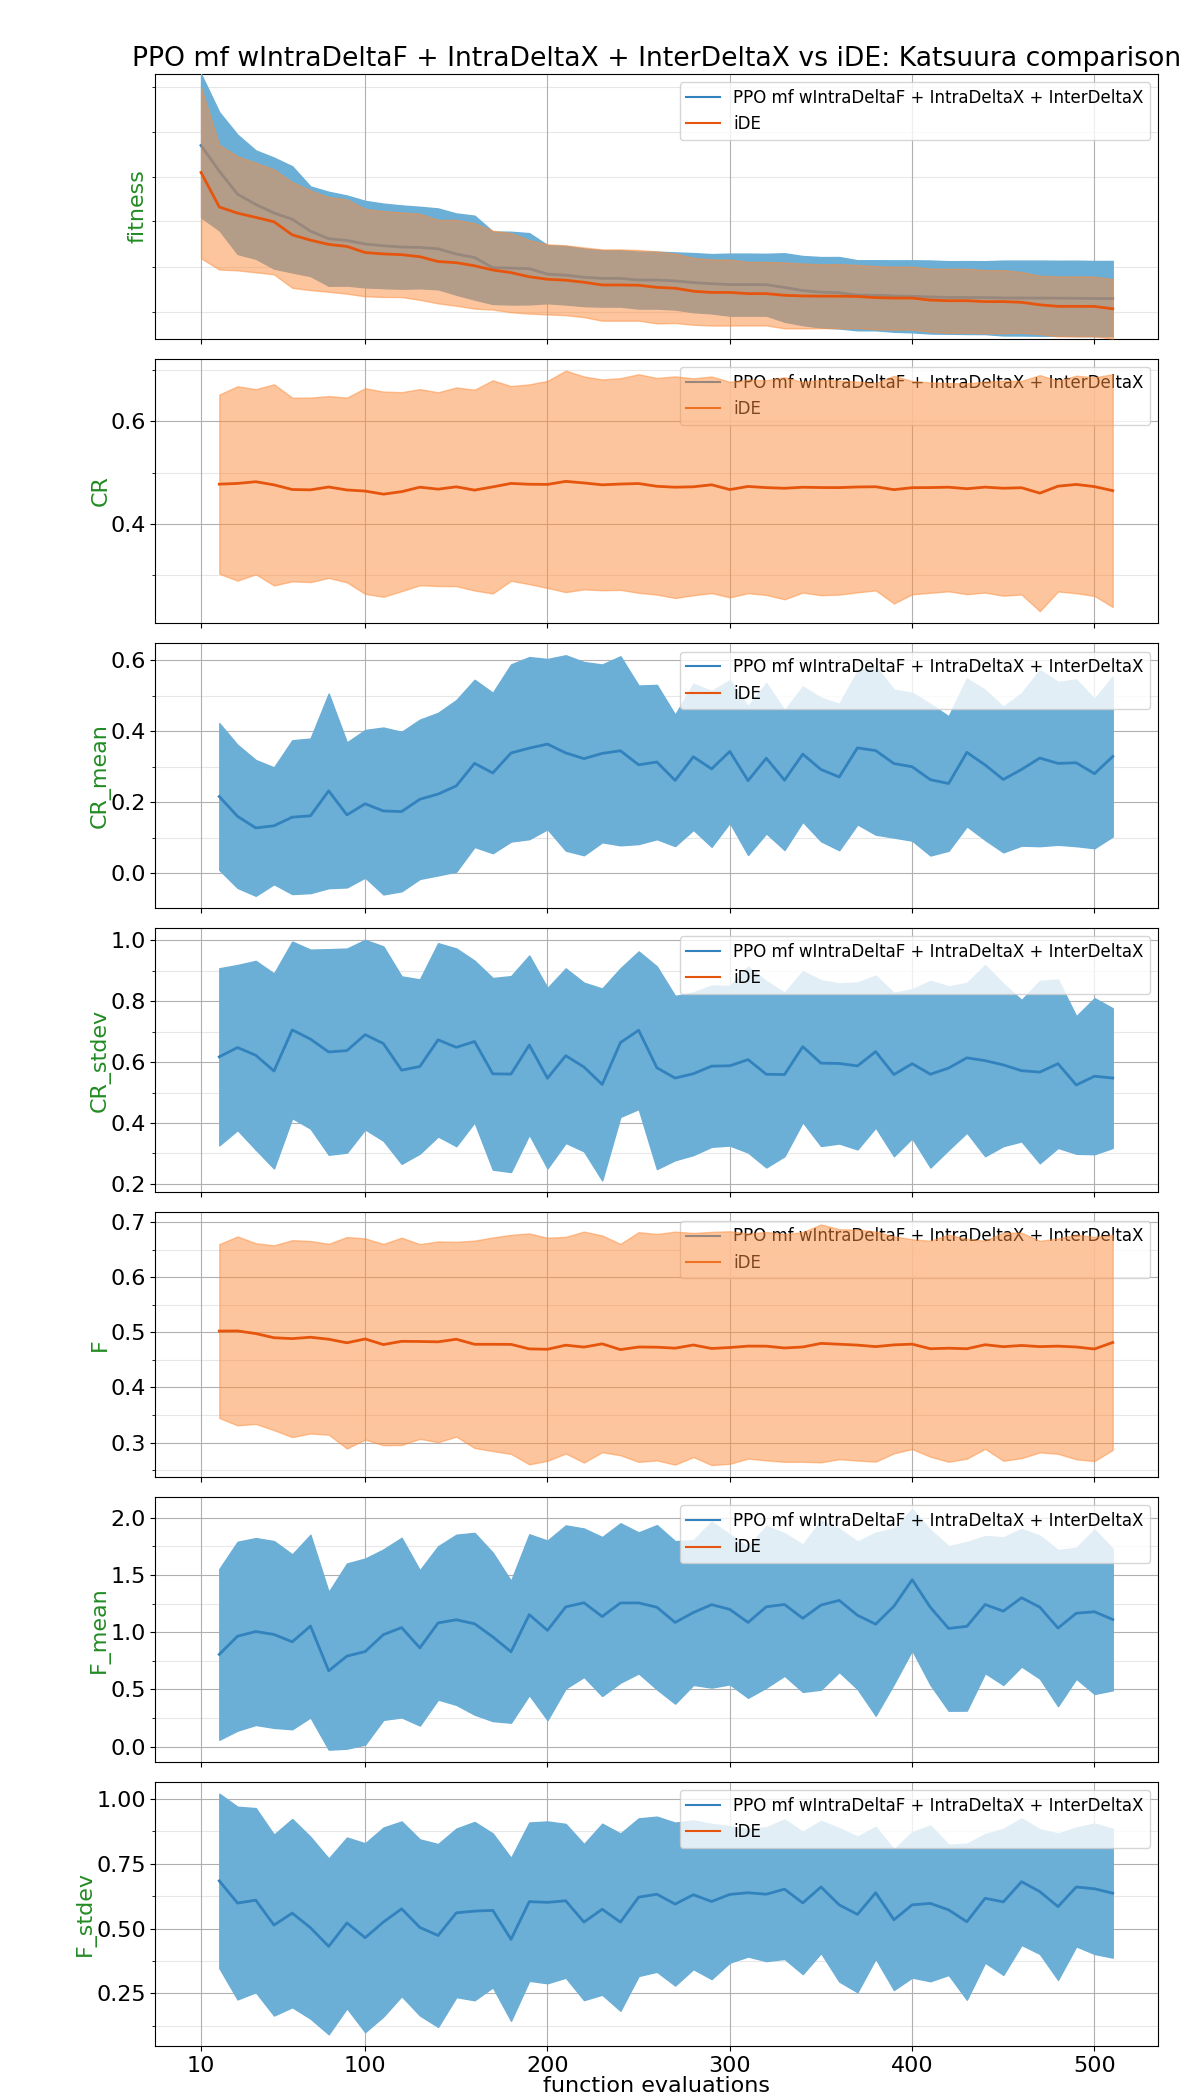 PPO mf wIntraDeltaF + IntraDeltaX + InterDeltaX vs iDE: Katsuura comparison
fitness
PPO mf wIntraDeltaF + IntraDeltaX + InterDeltaX
iDE
CR
0.6
0.4
PPO mf wIntraDeltaF + IntraDeltaX + InterDeltaX
iDE
CR_mean
0.6
0.4
0.2
0.0
PPO mf wIntraDeltaF + IntraDeltaX + InterDeltaX
iDE
CR_stdev
1.0
0.8
0.6
0.4
0.2
PPO mf wIntraDeltaF + IntraDeltaX + InterDeltaX
iDE
F
0.7
0.6
0.5
0.4
0.3
PPO mf wIntraDeltaF + IntraDeltaX + InterDeltaX
iDE
F_mean
2.0
1.5
1.0
0.5
0.0
PPO mf wIntraDeltaF + IntraDeltaX + InterDeltaX
iDE
F_stdev
1.00
0.75
0.50
0.25
PPO mf wIntraDeltaF + IntraDeltaX + InterDeltaX
iDE
10 100 200 300 400 500
function evaluations